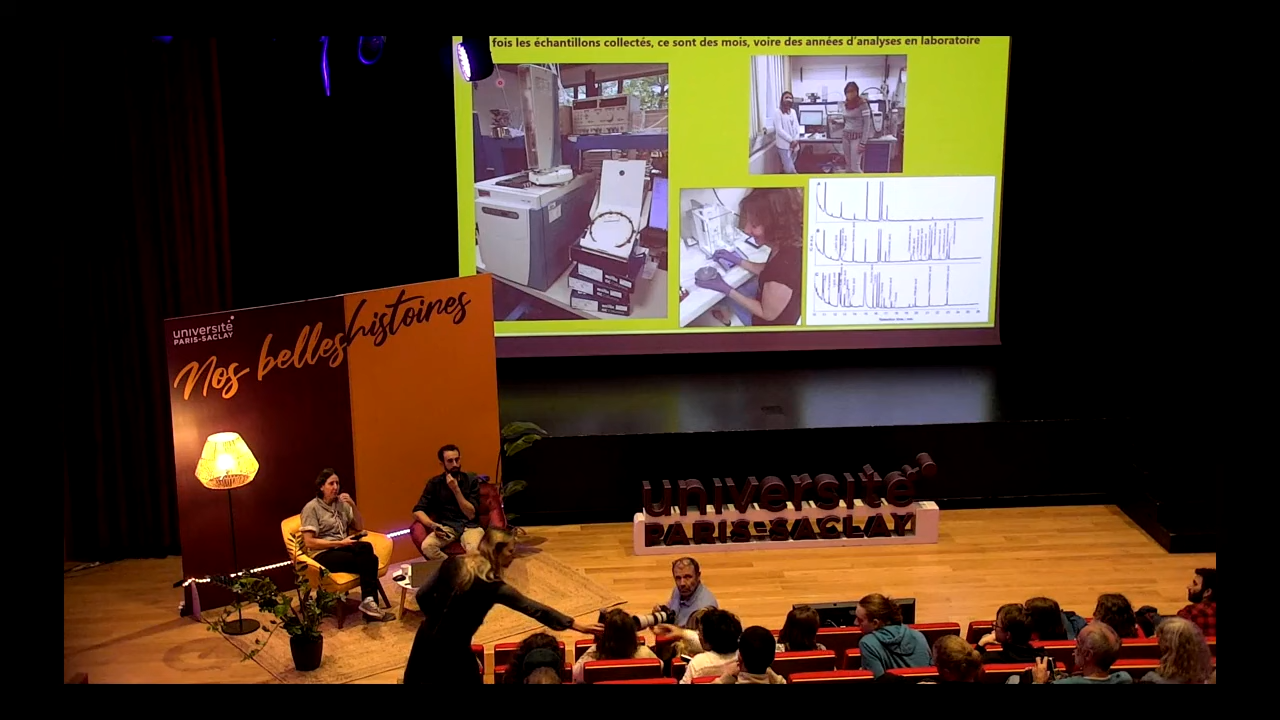 fois les échantillons collectés, ce sont des mois, voire des années d'analyses en laboratoire
université
PARIS-SACLAY
Nos belles histoires
université
PARIS-SACLAY